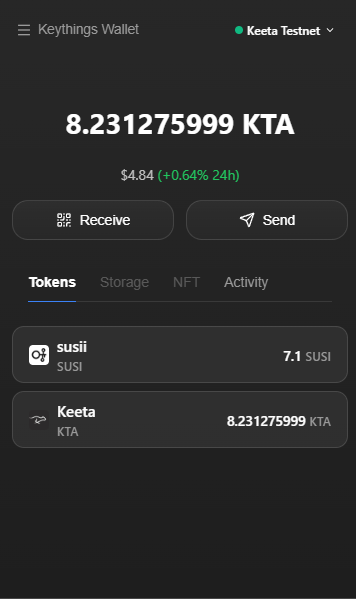 Keythings Wallet
Keeta Testnet
8.231275999 KTA
$4.84 (+0.64% 24h)
Receive
Send
Tokens Storage NFT Activity
susii
SUSI
7.1 SUSI
Keeta
KTA
8.231275999 KTA